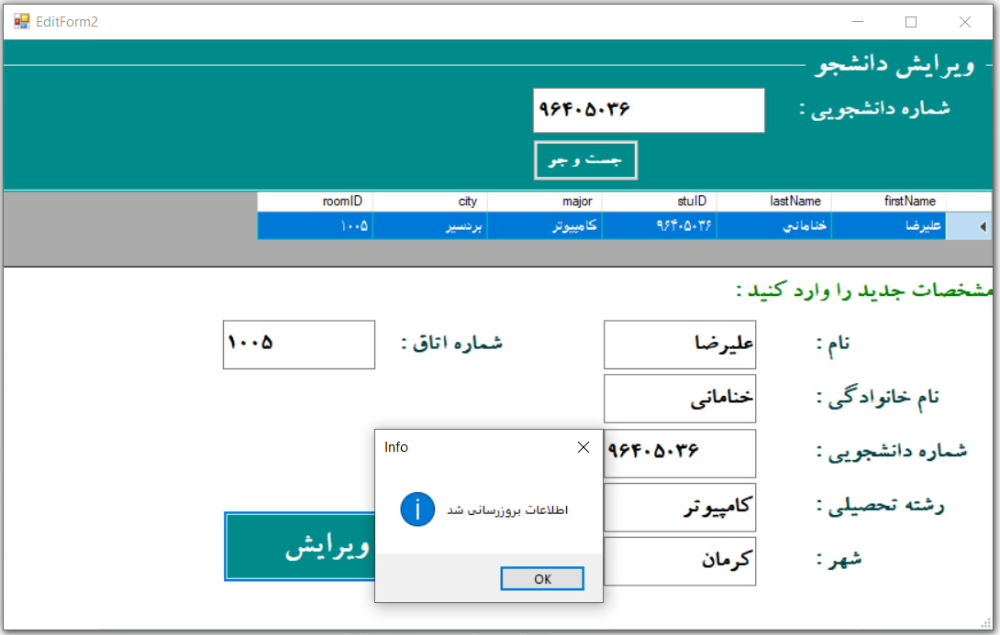 EditForm2
ویرایش دانشجو
شماره دانشجویی : ۹۶۴۰۵۰۳۶
جست و جو
firstName lastName stuID major city roomID
علیرضا خنامانی ۹۶۴۰۵۰۳۶ کامپیوتر بردسیر ۱۰۰۵
مشخصات جدید را وارد کنید :
نام : علیرضا شماره اتاق : ۱۰۰۵
نام خانوادگی : خنامانی
شماره دانشجویی : ۹۶۴۰۵۰۳۶
رشته تحصیلی : کامپیوتر
شهر : کرمان
ویرایش
Info
اطلاعات بروزرسانی شد
OK